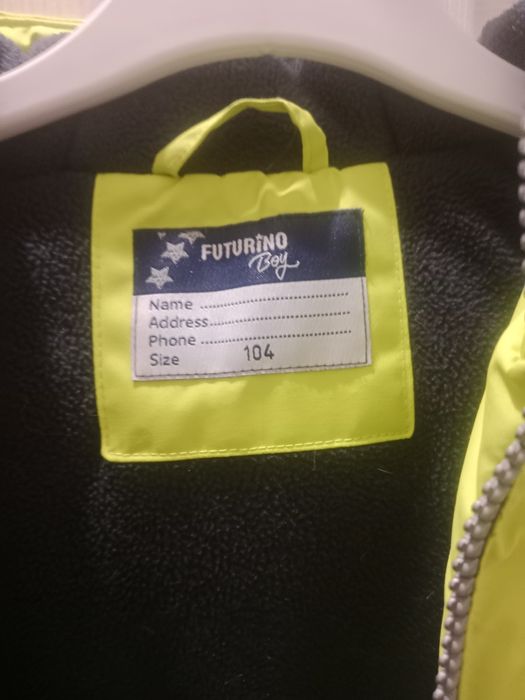 FUTURINO
Boy
Name ................................
Address..............................
Phone ................................
Size 104